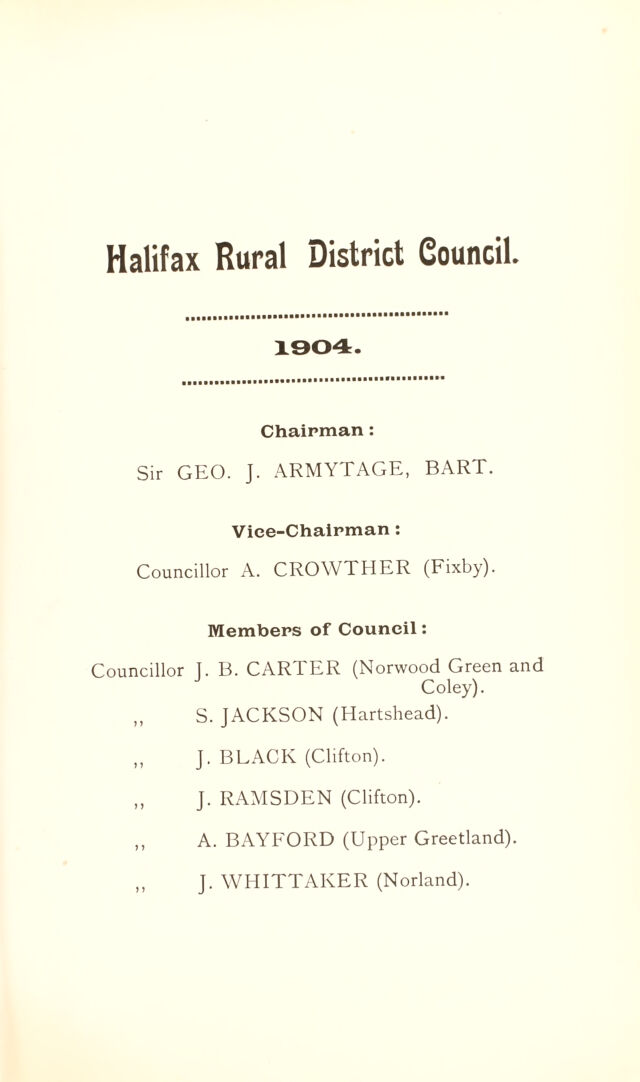 Halifax Rural District Council.
1904.
Chairman:
Sir GEO. J. ARMYTAGE, BART.
Vice-Chairman:
Councillor A. CROWTHER (Fixby).
Members of Council:
Councillor J. B. CARTER (Norwood Green and
Coley).
,, S. JACKSON (Hartshead).
,, J. BLACK (Clifton).
,, J. RAMSDEN (Clifton).
,, A. BAYFORD (Upper Greetland).
,, J. WHITTAKER (Norland).